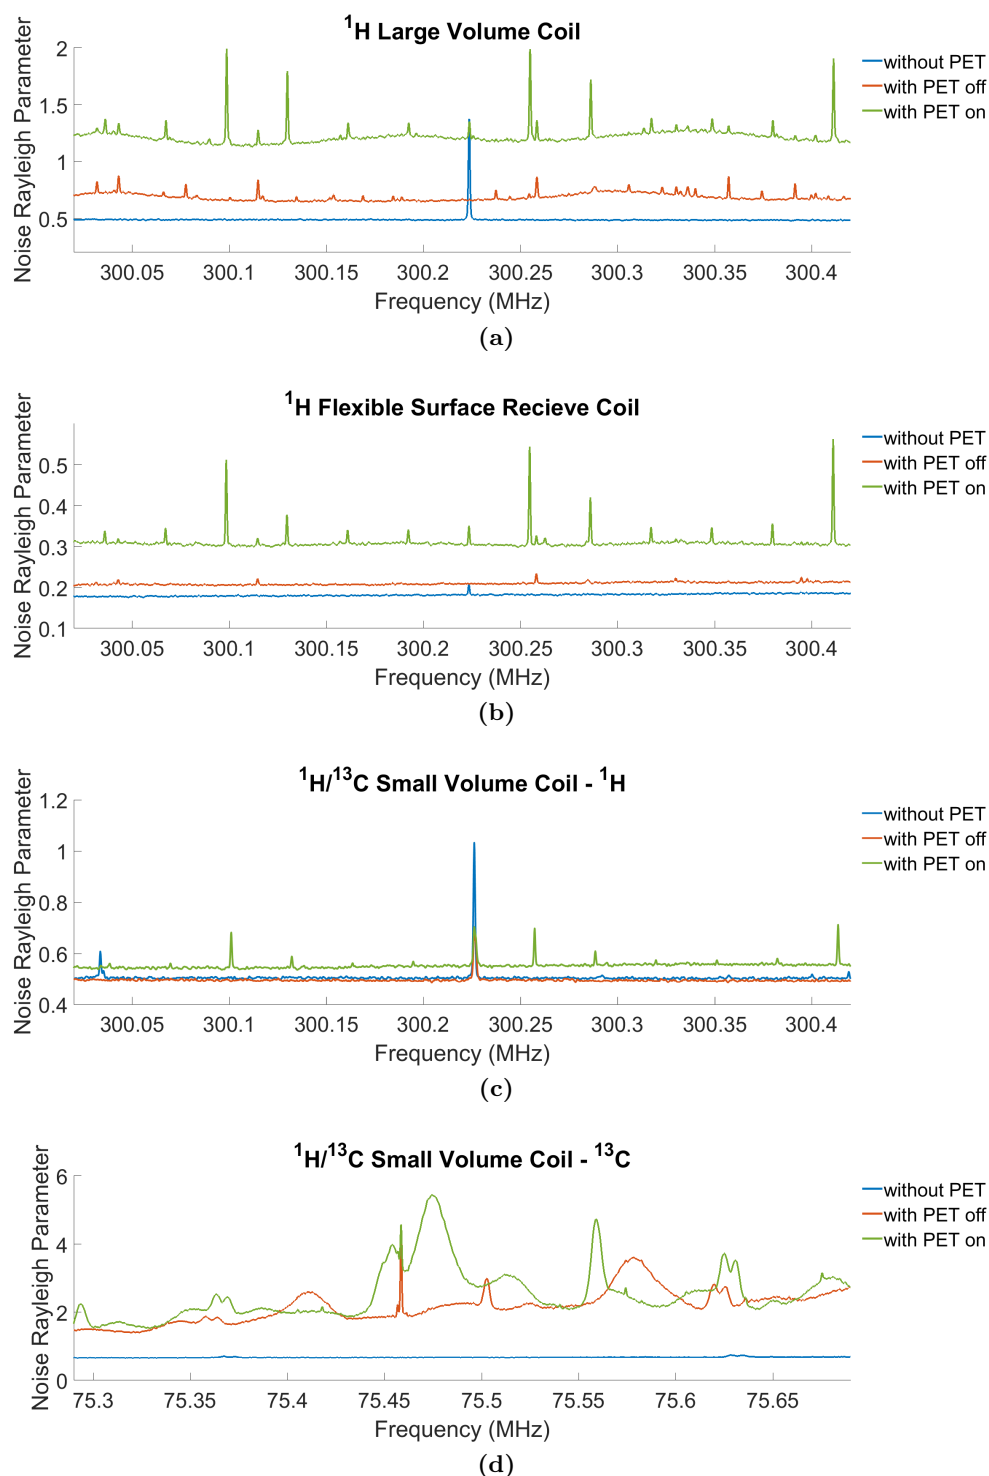 ¹H Large Volume Coil
Noise Rayleigh Parameter
2
1.5
1
0.5
300.05 300.1 300.15 300.2 300.25 300.3 300.35 300.4
Frequency (MHz)
without PET
with PET off
with PET on
(a)
¹H Flexible Surface Recieve Coil
Noise Rayleigh Parameter
0.5
0.4
0.3
0.2
0.1
300.05 300.1 300.15 300.2 300.25 300.3 300.35 300.4
Frequency (MHz)
without PET
with PET off
with PET on
(b)
¹H/¹³C Small Volume Coil - ¹H
Noise Rayleigh Parameter
1.2
1
0.8
0.6
0.4
300.05 300.1 300.15 300.2 300.25 300.3 300.35 300.4
Frequency (MHz)
without PET
with PET off
with PET on
(c)
¹H/¹³C Small Volume Coil - ¹³C
Noise Rayleigh Parameter
6
4
2
0
75.3 75.35 75.4 75.45 75.5 75.55 75.6 75.65
Frequency (MHz)
without PET
with PET off
with PET on
(d)